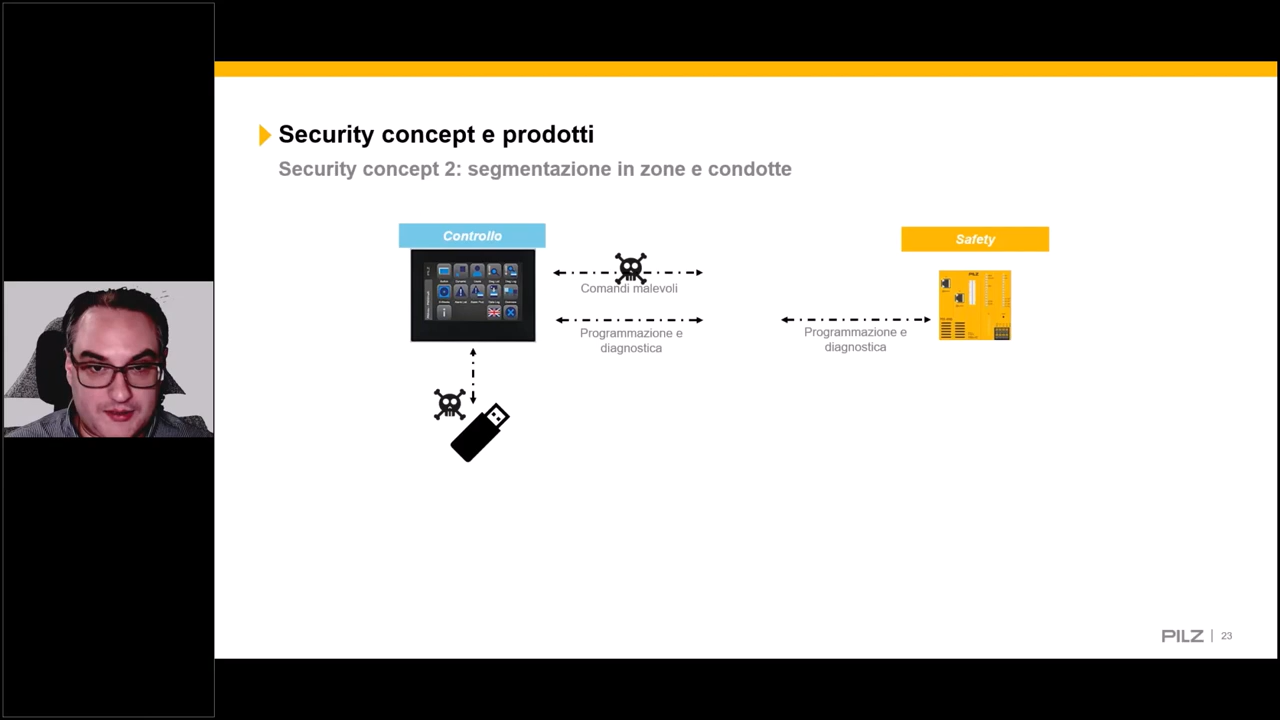 Security concept e prodotti
Security concept 2: segmentazione in zone e condotte
Controllo
Safety
Comandi malevoli
Programmazione e
diagnostica
Programmazione e
diagnostica
PILZ
PILZ | 23